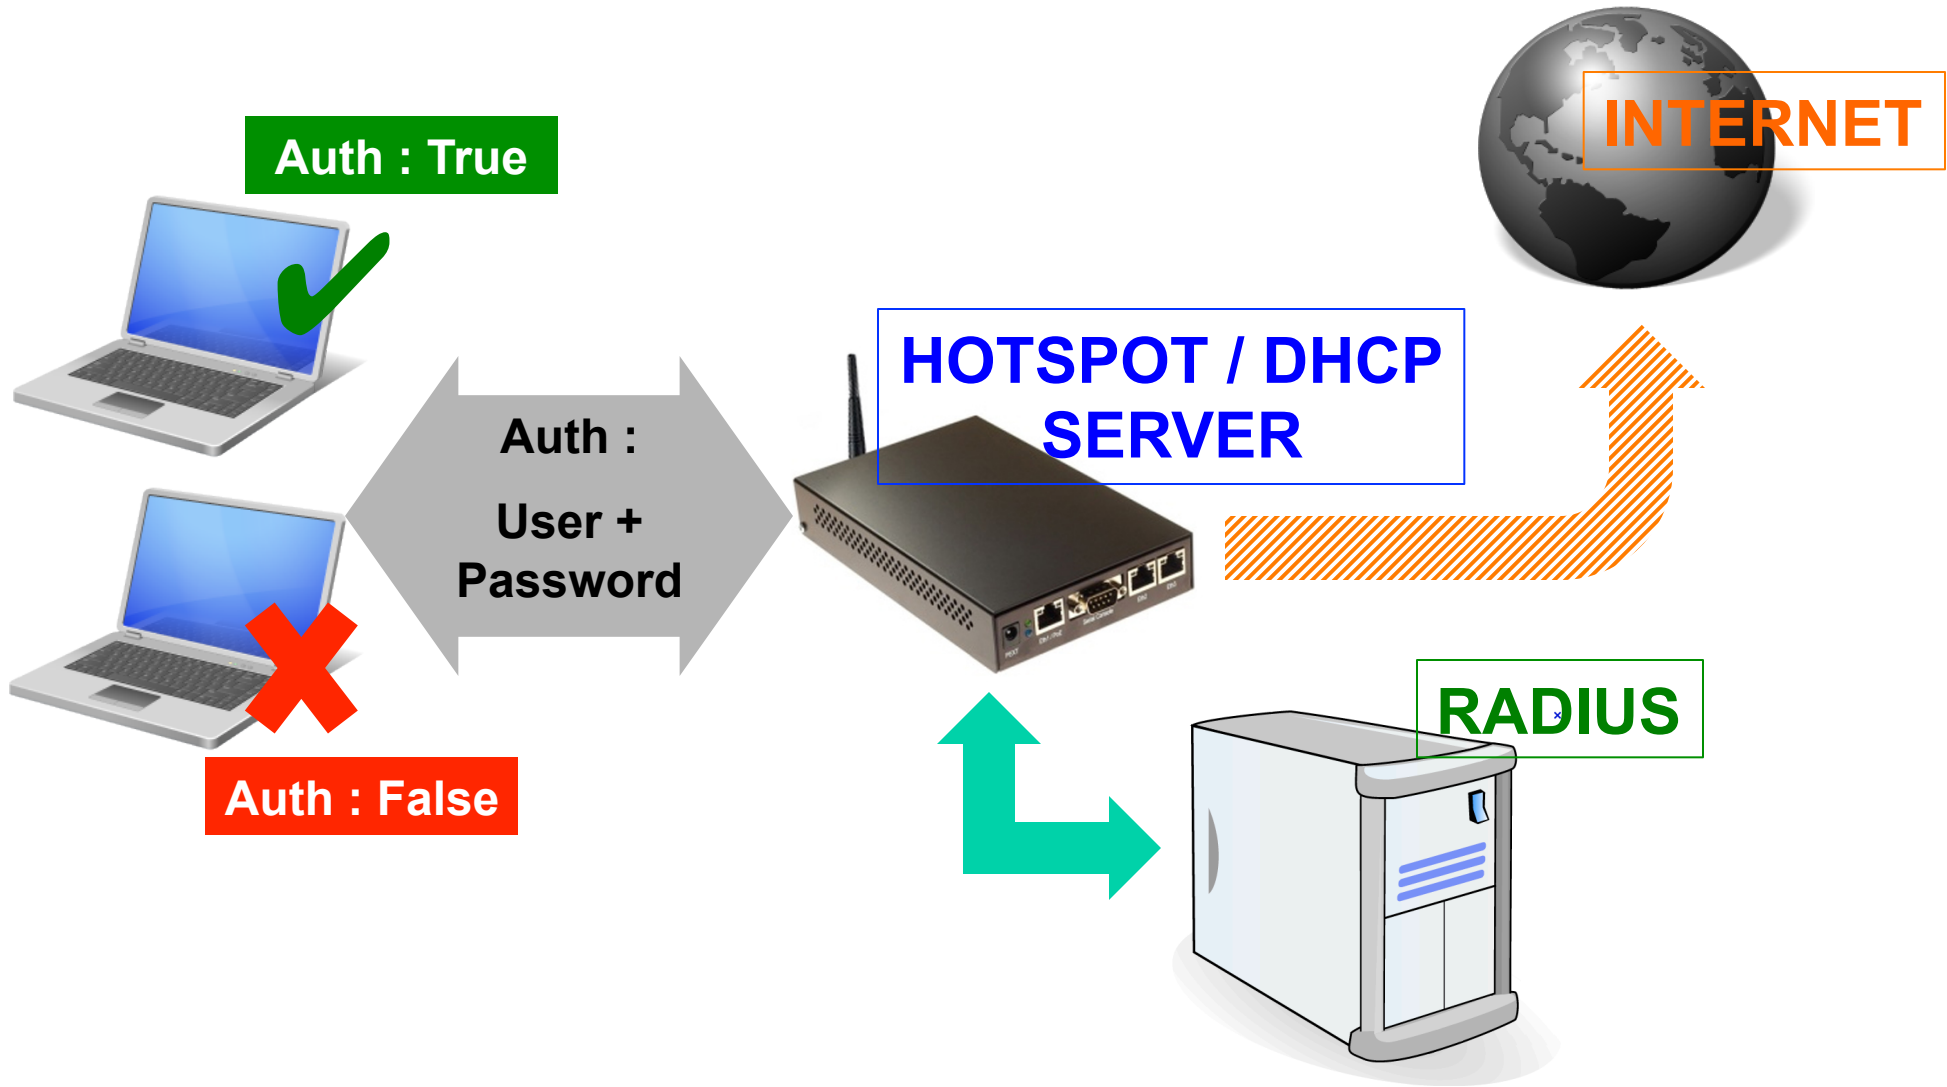 INTERNET
Auth : True
HOTSPOT / DHCP
SERVER
Auth :
User +
Password
RADIUS
Auth : False